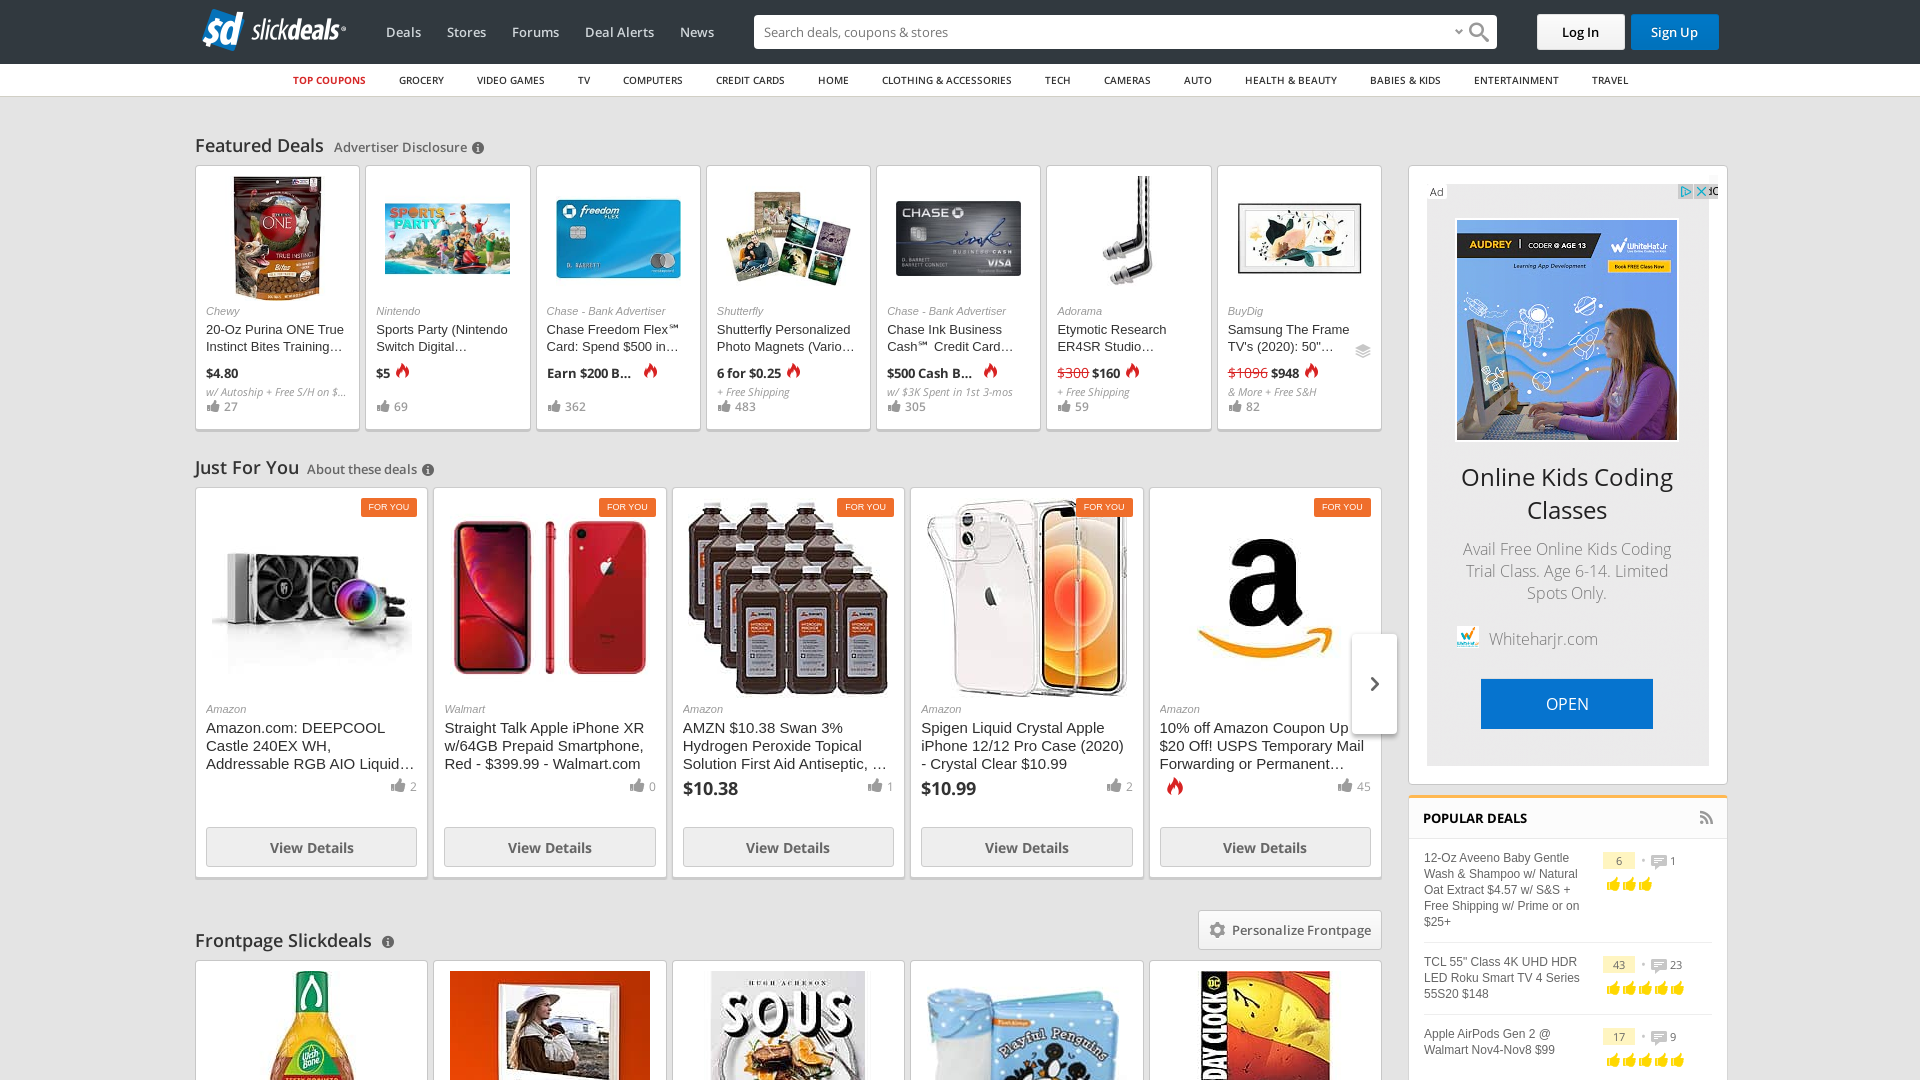 slickdeals
Deals Stores Forums Deal Alerts News
Search deals, coupons & stores
Log In Sign Up
TOP COUPONS GROCERY VIDEO GAMES TV COMPUTERS CREDIT CARDS HOME CLOTHING & ACCESSORIES TECH CAMERAS AUTO HEALTH & BEAUTY BABIES & KIDS ENTERTAINMENT TRAVEL
Featured Deals Advertiser Disclosure
Chewy
20-Oz Purina ONE True
Instinct Bites Training...
$4.80
w/ Autoship + Free S/H on $...
27
SPORTS
PARTY
Nintendo
Sports Party (Nintendo
Switch Digital...
$5
69
freedom
FLEX
Chase - Bank Advertiser
Chase Freedom Flex℠
Card: Spend $500 in...
Earn $200 B...
362
Shutterfly
Shutterfly Personalized
Photo Magnets (Vario...
6 for $0.25
+ Free Shipping
483
CHASE
ink
BUSINESS CASH
VISA
Chase - Bank Advertiser
Chase Ink Business
Cash℠ Credit Card...
$500 Cash B...
w/ $3K Spent in 1st 3-mos
305
Adorama
Etymotic Research
ER4SR Studio...
$300 $160
+ Free Shipping
59
BuyDig
Samsung The Frame
TV's (2020): 50"...
$1096 $948
& More + Free S&H
82
Just For You About these deals
FOR YOU
Amazon
Amazon.com: DEEPCOOL
Castle 240EX WH,
Addressable RGB AIO Liquid...
2
View Details
FOR YOU
Walmart
Straight Talk Apple iPhone XR
w/64GB Prepaid Smartphone,
Red - $399.99 - Walmart.com
0
View Details
FOR YOU
Amazon
AMZN $10.38 Swan 3%
Hydrogen Peroxide Topical
Solution First Aid Antiseptic, ...
$10.38
1
View Details
FOR YOU
Amazon
Spigen Liquid Crystal Apple
iPhone 12/12 Pro Case (2020)
- Crystal Clear $10.99
$10.99
2
View Details
FOR YOU
Amazon
10% off Amazon Coupon Up
$20 Off! USPS Temporary Mail
Forwarding or Permanent...
45
View Details
Frontpage Slickdeals
Personalize Frontpage
Wish-Bone
HUGH ACHESON
SOUS
Playful Penguins
DC
DAY CLOCK
Ad
AUDREY | CODER @ AGE 13
WhiteHat Jr
Learning App Development
Book FREE Class Now
Online Kids Coding
Classes
Avail Free Online Kids Coding
Trial Class. Age 6-14. Limited
Spots Only.
Whiteharjr.com
OPEN
POPULAR DEALS
12-Oz Aveeno Baby Gentle
Wash & Shampoo w/ Natural
Oat Extract $4.57 w/ S&S +
Free Shipping w/ Prime or on
$25+
6 • 1
TCL 55" Class 4K UHD HDR
LED Roku Smart TV 4 Series
55S20 $148
43 • 23
Apple AirPods Gen 2 @
Walmart Nov4-Nov8 $99
17 • 9